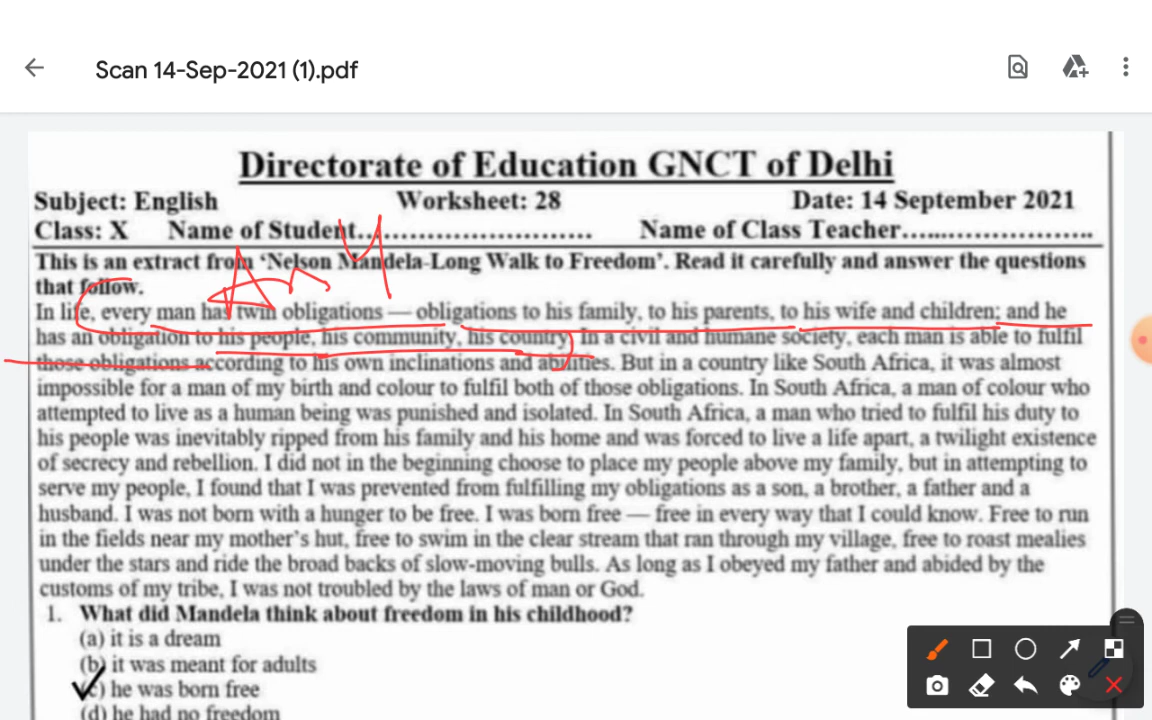 Scan 14-Sep-2021 (1).pdf
Directorate of Education GNCT of Delhi
Subject: English Worksheet: 28 Date: 14 September 2021
Class: X Name of Student............................ Name of Class Teacher.......................
This is an extract from ‘Nelson Mandela-Long Walk to Freedom’. Read it carefully and answer the questions
that follow.
In life, every man has twin obligations — obligations to his family, to his parents, to his wife and children; and he
has an obligation to his people, his community, his country. In a civil and humane society, each man is able to fulfil
those obligations according to his own inclinations and abilities. But in a country like South Africa, it was almost
impossible for a man of my birth and colour to fulfil both of those obligations. In South Africa, a man of colour who
attempted to live as a human being was punished and isolated. In South Africa, a man who tried to fulfil his duty to
his people was inevitably ripped from his family and his home and was forced to live a life apart, a twilight existence
of secrecy and rebellion. I did not in the beginning choose to place my people above my family, but in attempting to
serve my people, I found that I was prevented from fulfilling my obligations as a son, a brother, a father and a
husband. I was not born with a hunger to be free. I was born free — free in every way that I could know. Free to run
in the fields near my mother’s hut, free to swim in the clear stream that ran through my village, free to roast mealies
under the stars and ride the broad backs of slow-moving bulls. As long as I obeyed my father and abided by the
customs of my tribe, I was not troubled by the laws of man or God.
1. What did Mandela think about freedom in his childhood?
(a) it is a dream
(b) it was meant for adults
(c) he was born free
(d) he had no freedom